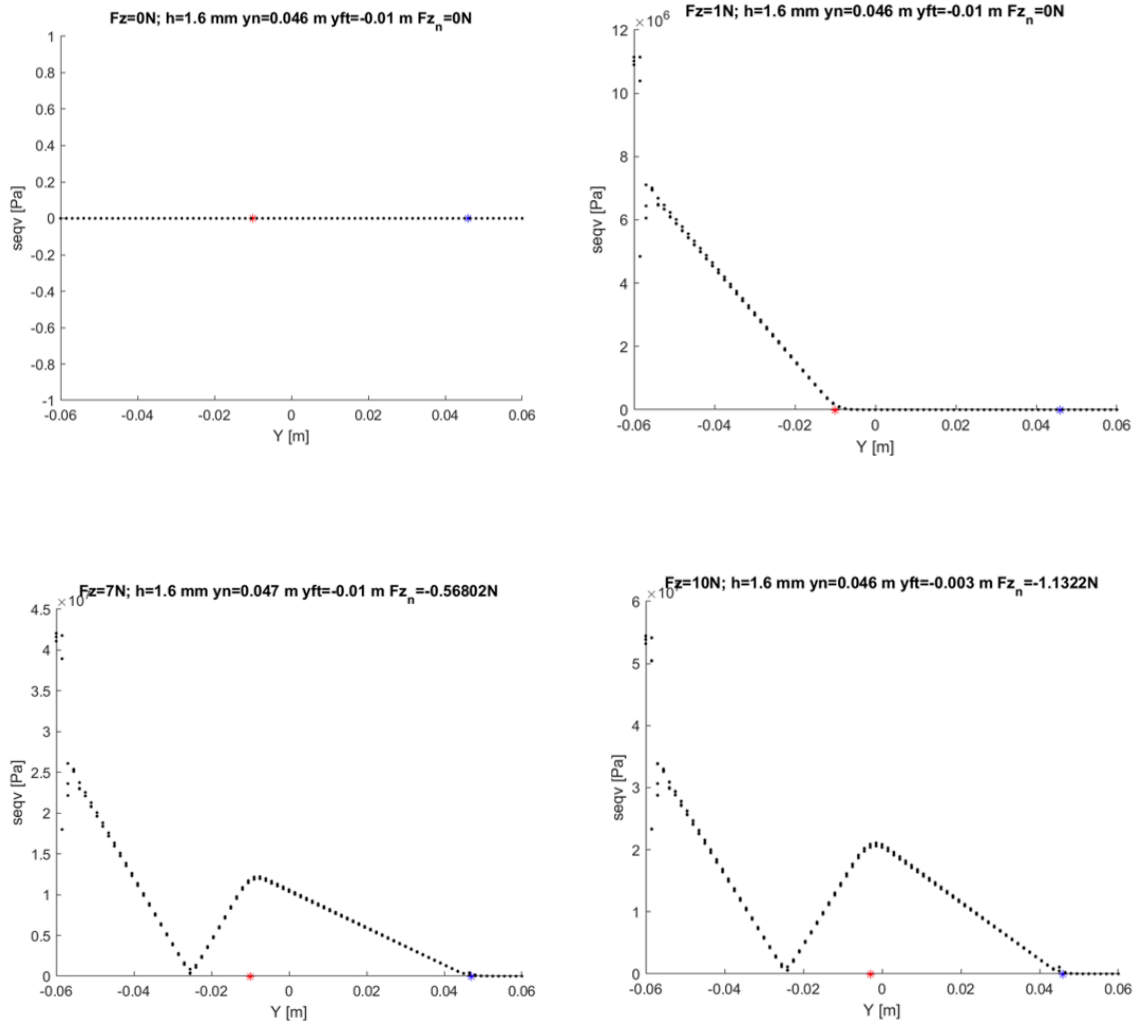 Fz=0N; h=1.6 mm yn=0.046 m yft=-0.01 m Fz_n=0N
1
0.8
0.6
0.4
0.2
0
-0.2
-0.4
-0.6
-0.8
-1
seqv [Pa]
-0.06 -0.04 -0.02 0 0.02 0.04 0.06
Y [m]
Fz=1N; h=1.6 mm yn=0.046 m yft=-0.01 m Fz_n=0N
×10^6
12
10
8
6
4
2
0
seqv [Pa]
-0.06 -0.04 -0.02 0 0.02 0.04 0.06
Y [m]
Fz=7N; h=1.6 mm yn=0.047 m yft=-0.01 m Fz_n=-0.56802N
×10
4.5
4
3.5
3
2.5
2
1.5
1
0.5
0
seqv [Pa]
-0.06 -0.04 -0.02 0 0.02 0.04 0.06
Y [m]
Fz=10N; h=1.6 mm yn=0.046 m yft=-0.003 m Fz_n=-1.1322N
×10
6
5
4
3
2
1
0
seqv [Pa]
-0.06 -0.04 -0.02 0 0.02 0.04 0.06
Y [m]